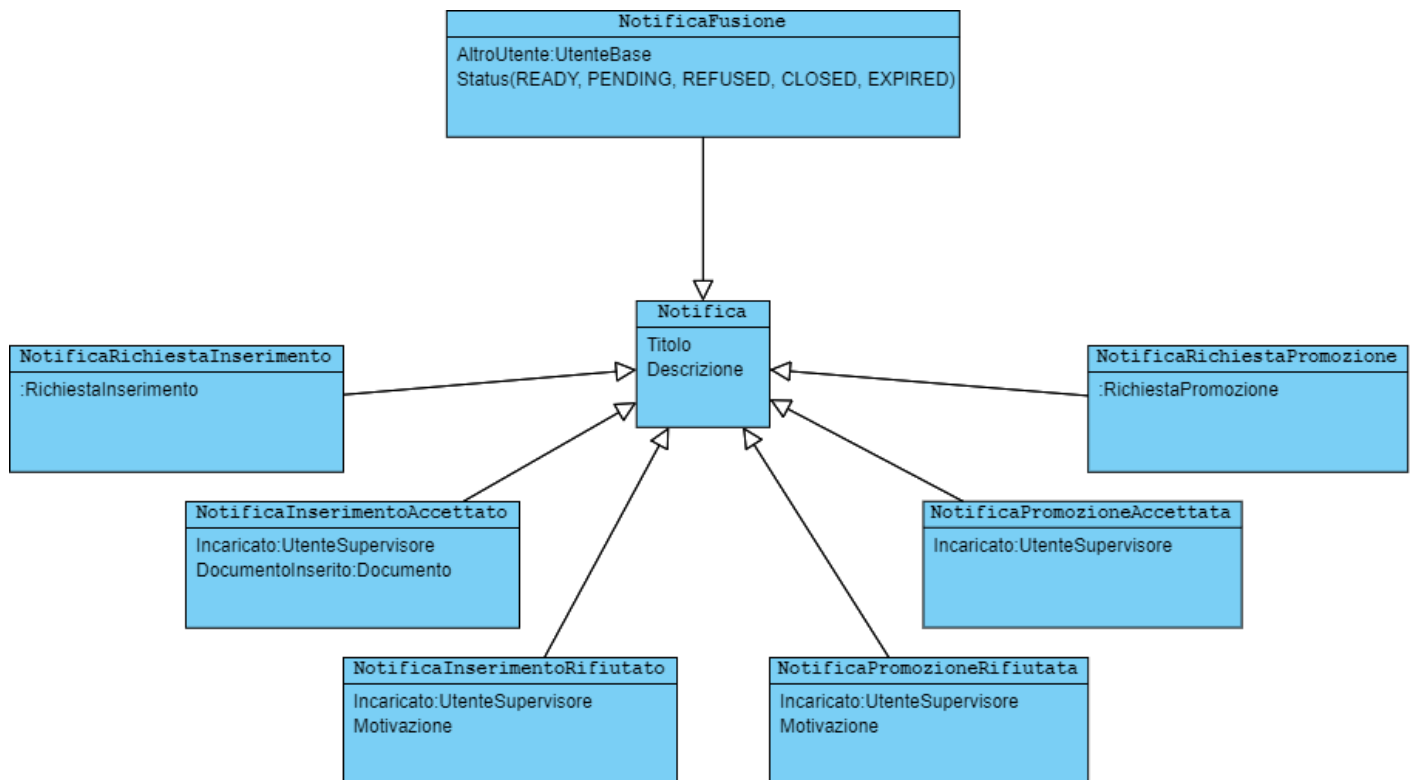 NotificaFusione
AltroUtente:UtenteBase
Status(READY, PENDING, REFUSED, CLOSED, EXPIRED)
Notifica
Titolo
Descrizione
NotificaRichiestaInserimento
:RichiestaInserimento
NotificaRichiestaPromozione
:RichiestaPromozione
NotificaInserimentoAccettato
Incaricato:UtenteSupervisore
DocumentoInserito:Documento
NotificaPromozioneAccettata
Incaricato:UtenteSupervisore
NotificaInserimentoRifiutato
Incaricato:UtenteSupervisore
Motivazione
NotificaPromozioneRifiutata
Incaricato:UtenteSupervisore
Motivazione